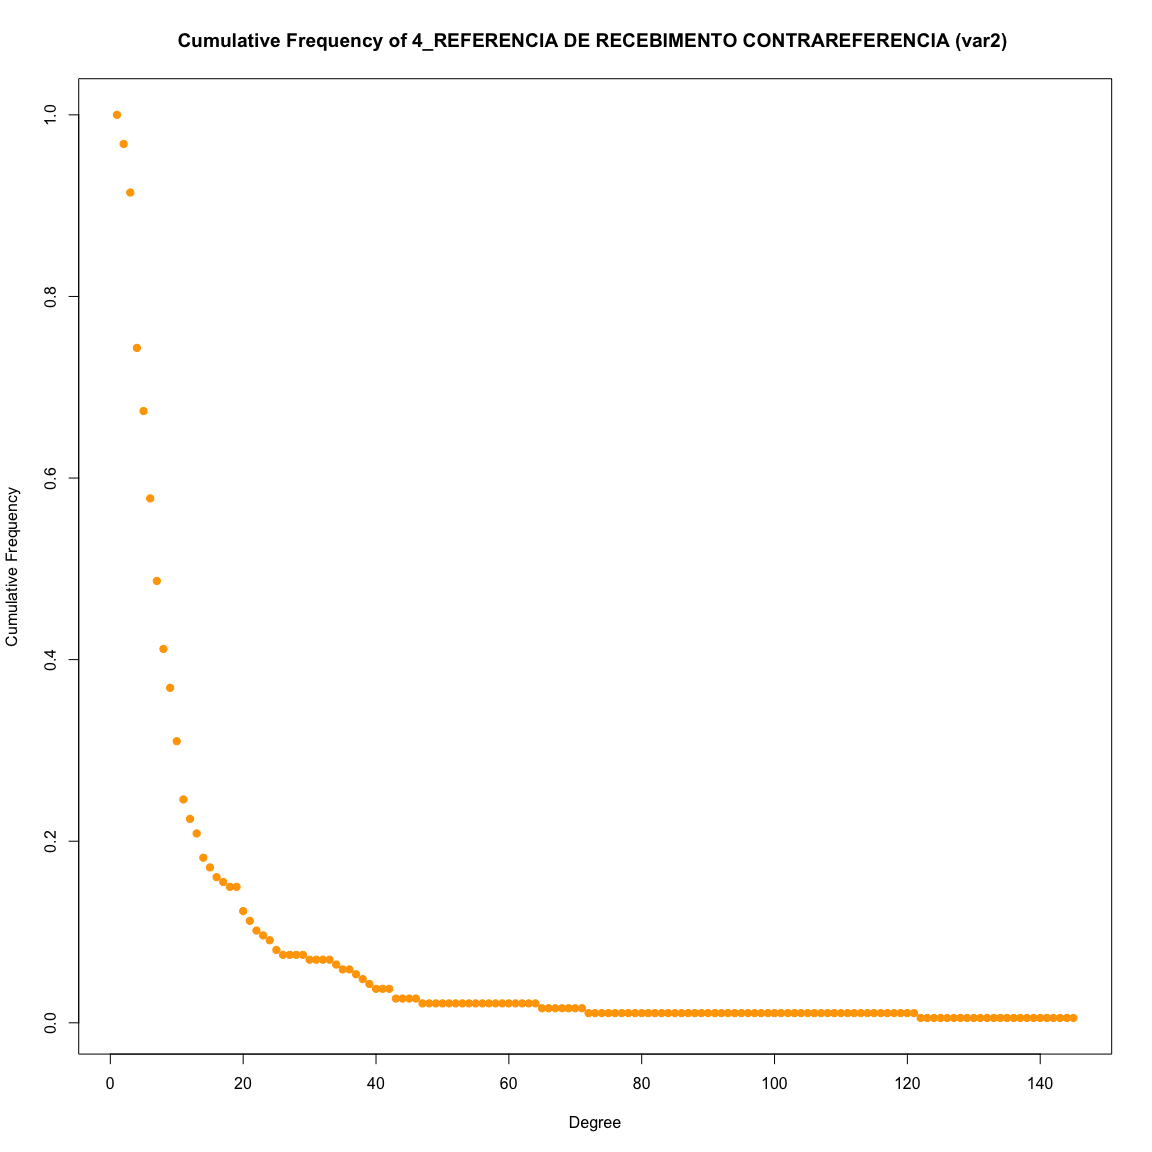 Cumulative Frequency of 4_REFERENCIA DE RECEBIMENTO CONTRAREFERENCIA (var2)
Cumulative Frequency
1.0
0.8
0.6
0.4
0.2
0.0
0 20 40 60 80 100 120 140
Degree